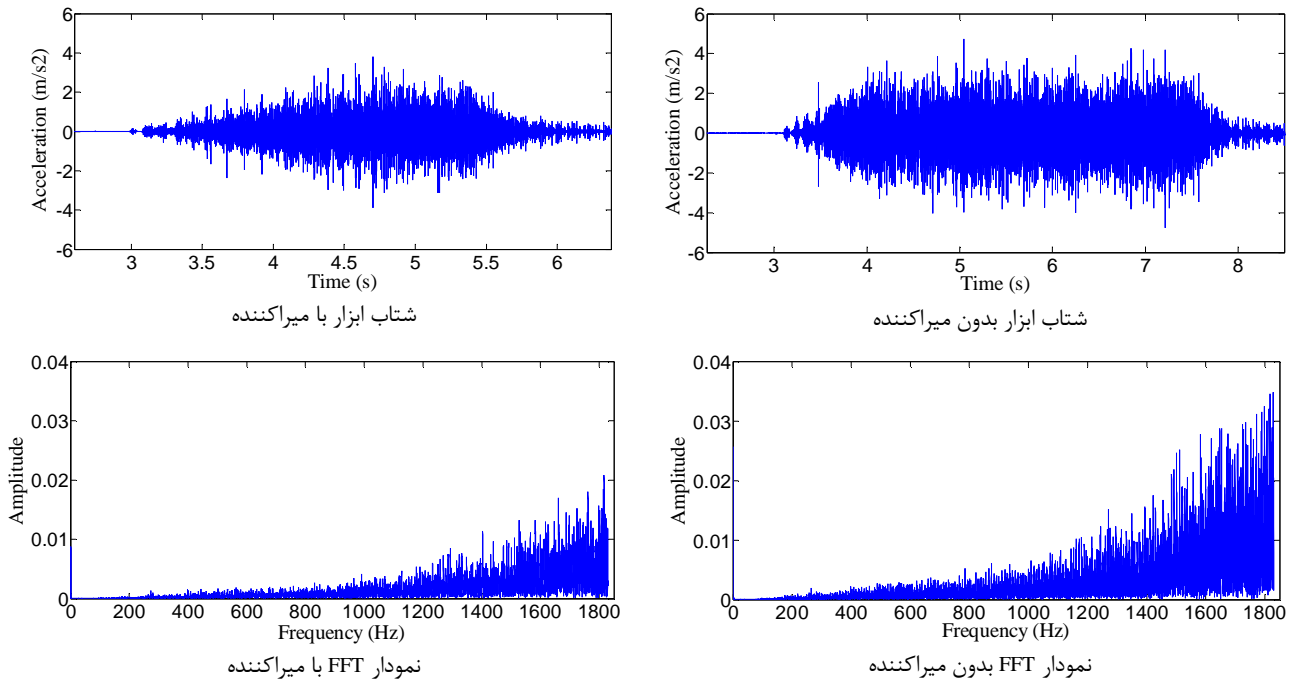 6
4
2
0
-2
-4
-6
Acceleration (m/s2)
3 3.5 4 4.5 5 5.5 6
Time (s)
شتاب ابزار با میراکننده
6
4
2
0
-2
-4
-6
Acceleration (m/s2)
3 4 5 6 7 8
Time (s)
شتاب ابزار بدون میراکننده
0.04
0.03
0.02
0.01
0
Amplitude
0 200 400 600 800 1000 1200 1400 1600 1800
Frequency (Hz)
نمودار FFT با میراکننده
0.04
0.03
0.02
0.01
0
Amplitude
0 200 400 600 800 1000 1200 1400 1600 1800
Frequency (Hz)
نمودار FFT بدون میراکننده